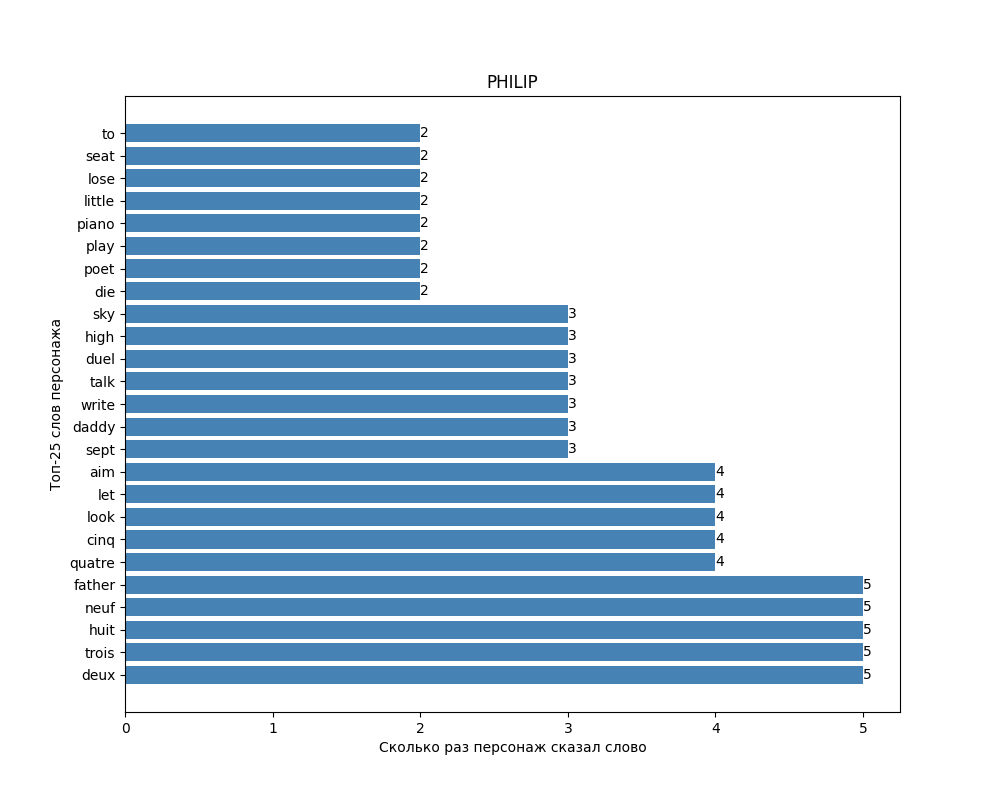 PHILIP
to 2
seat 2
lose 2
little 2
piano 2
play 2
poet 2
die 2
sky 3
high 3
duel 3
talk 3
write 3
daddy 3
sept 3
aim 4
let 4
look 4
cinq 4
quatre 4
father 5
neuf 5
huit 5
trois 5
deux 5
0 1 2 3 4 5
Сколько раз персонаж сказал слово
Топ-25 слов персонажа